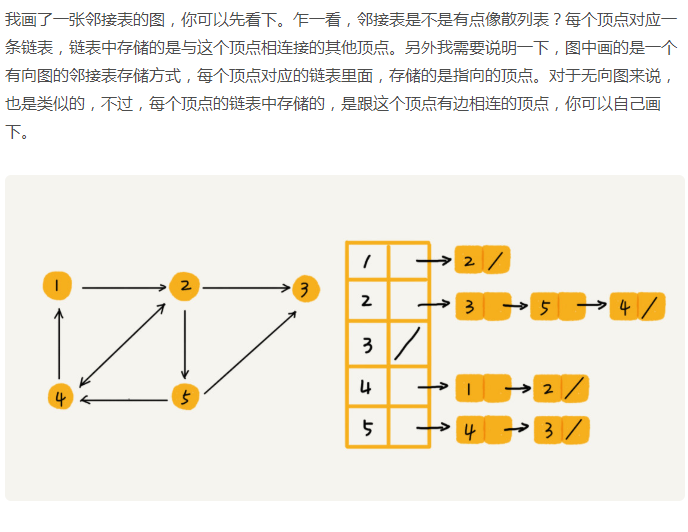 我画了一张邻接表的图，你可以先看下。乍一看，邻接表是不是有点像散列表？每个顶点对应一
条链表，链表中存储的是与这个顶点相连接的其他顶点。另外我需要说明一下，图中画的是一个
有向图的邻接表存储方式，每个顶点对应的链表里面，存储的是指向的顶点。对于无向图来说，
也是类似的，不过，每个顶点的链表中存储的，是跟这个顶点有边相连的顶点，你可以自己画
下。
1 2 3
4 5
1 2
2 3 5 4
3
4 1 2
5 4 3